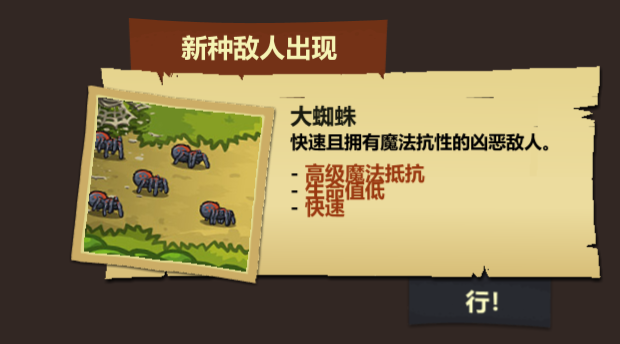 新种敌人出现
大蜘蛛
快速且拥有魔法抗性的凶恶敌人。
- 高级魔法抵抗
- 生命值低
- 快速
行!